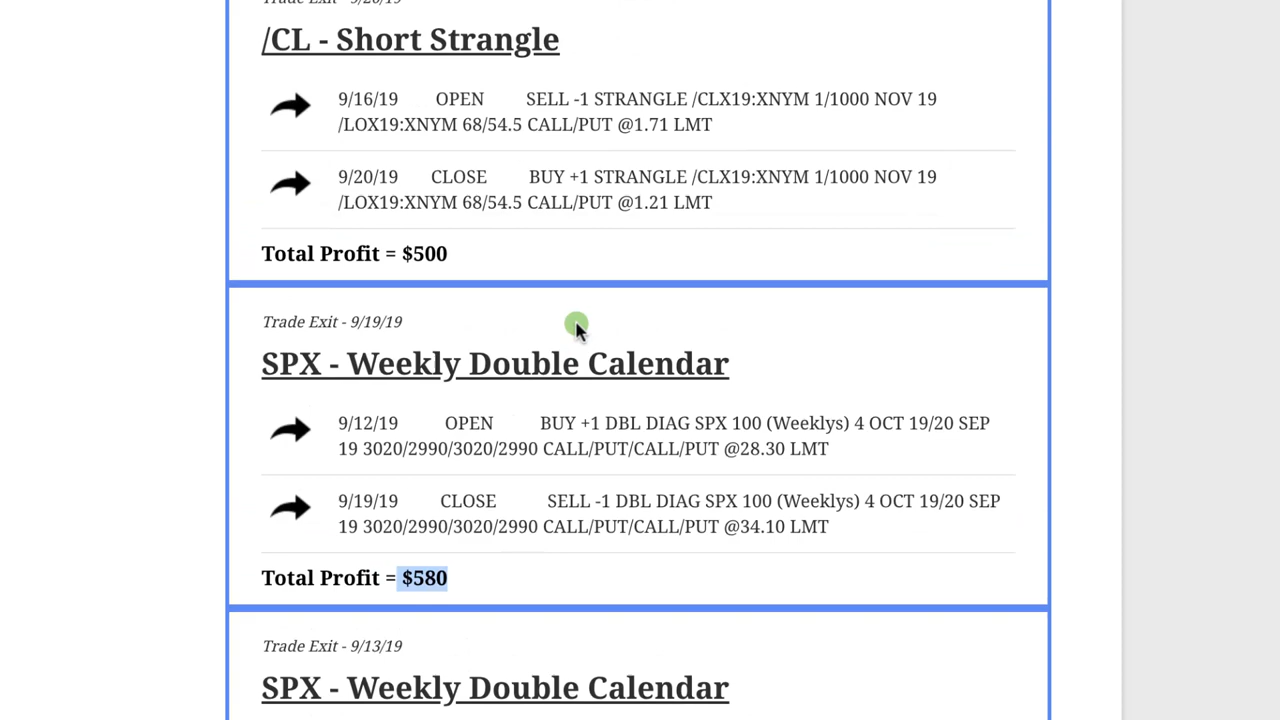 Trade Exit - 9/20/19
/CL - Short Strangle
9/16/19 OPEN SELL -1 STRANGLE /CLX19:XNYM 1/1000 NOV 19
/LOX19:XNYM 68/54.5 CALL/PUT @1.71 LMT
9/20/19 CLOSE BUY +1 STRANGLE /CLX19:XNYM 1/1000 NOV 19
/LOX19:XNYM 68/54.5 CALL/PUT @1.21 LMT
Total Profit = $500
Trade Exit - 9/19/19
SPX - Weekly Double Calendar
9/12/19 OPEN BUY +1 DBL DIAG SPX 100 (Weeklys) 4 OCT 19/20 SEP
19 3020/2990/3020/2990 CALL/PUT/CALL/PUT @28.30 LMT
9/19/19 CLOSE SELL -1 DBL DIAG SPX 100 (Weeklys) 4 OCT 19/20 SEP
19 3020/2990/3020/2990 CALL/PUT/CALL/PUT @34.10 LMT
Total Profit = $580
Trade Exit - 9/13/19
SPX - Weekly Double Calendar